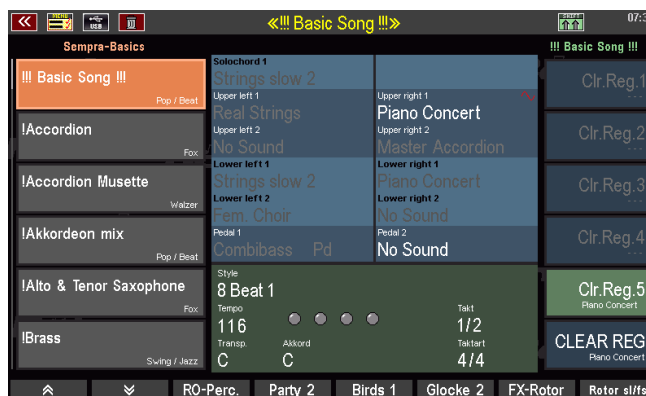 MENU
USB
«!!! Basic Song !!!»
SHIFT
07:3
Sempra-Basics
!!! Basic Song !!!
Pop / Beat
!Accordion
Fox
!Accordion Musette
Walzer
!Akkordeon mix
Pop / Beat
!Alto & Tenor Saxophone
Fox
!Brass
Swing / Jazz
Solochord 1
Strings slow 2
Upper left 1
Real Strings
Upper right 1
Piano Concert
Upper left 2
No Sound
Upper right 2
Master Accordion
Lower left 1
Strings slow 2
Lower right 1
Piano Concert
Lower left 2
Fem. Choir
Lower right 2
No Sound
Pedal 1
Combibass Pd
Pedal 2
No Sound
Style
8 Beat 1
Tempo
116
Takt
1/2
Transp.
C
Akkord
C
Taktart
4/4
!!! Basic Song !!!
Clr.Reg.1
---
Clr.Reg.2
---
Clr.Reg.3
---
Clr.Reg.4
---
Clr.Reg.5
Piano Concert
CLEAR REG
Piano Concert
RO-Perc. Party 2 Birds 1 Glocke 2 FX-Rotor Rotor sl/fs